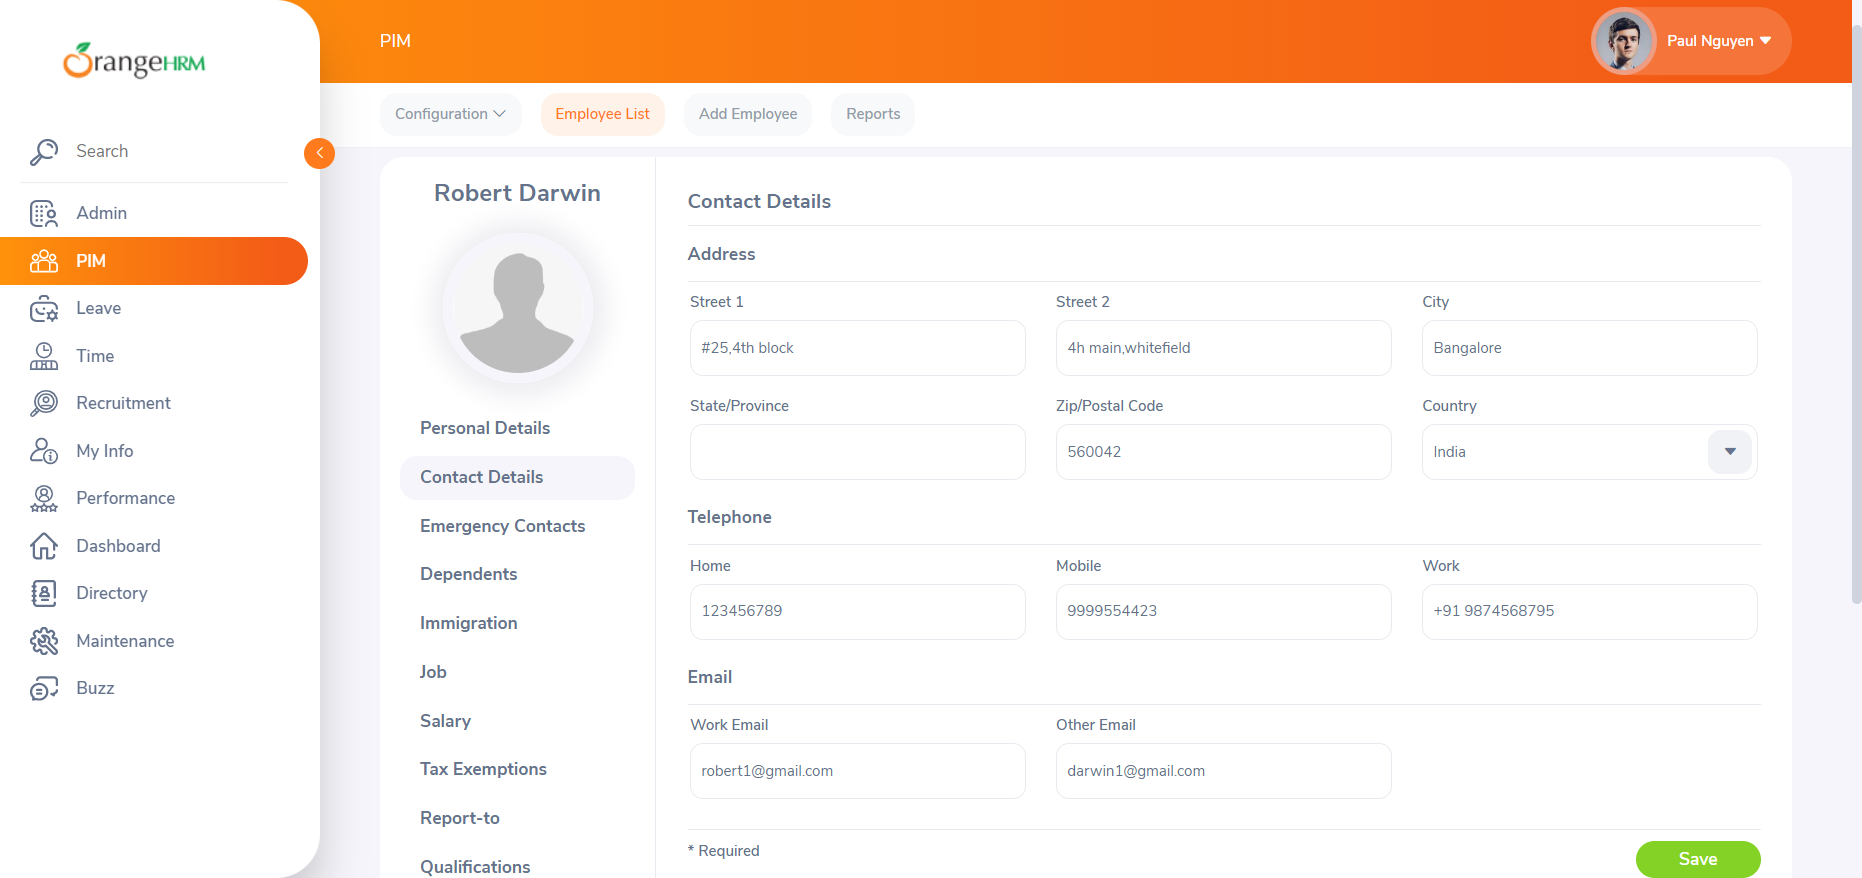 OrangeHRM
Search
Admin
PIM
Leave
Time
Recruitment
My Info
Performance
Dashboard
Directory
Maintenance
Buzz
PIM
Paul Nguyen
Configuration
Employee List
Add Employee
Reports
Robert Darwin
Personal Details
Contact Details
Emergency Contacts
Dependents
Immigration
Job
Salary
Tax Exemptions
Report-to
Qualifications
Contact Details
Address
Street 1
Street 2
City
#25,4th block
4h main,whitefield
Bangalore
State/Province
Zip/Postal Code
Country
560042
India
Telephone
Home
Mobile
Work
123456789
9999554423
+91 9874568795
Email
Work Email
Other Email
robert1@gmail.com
darwin1@gmail.com
* Required
Save